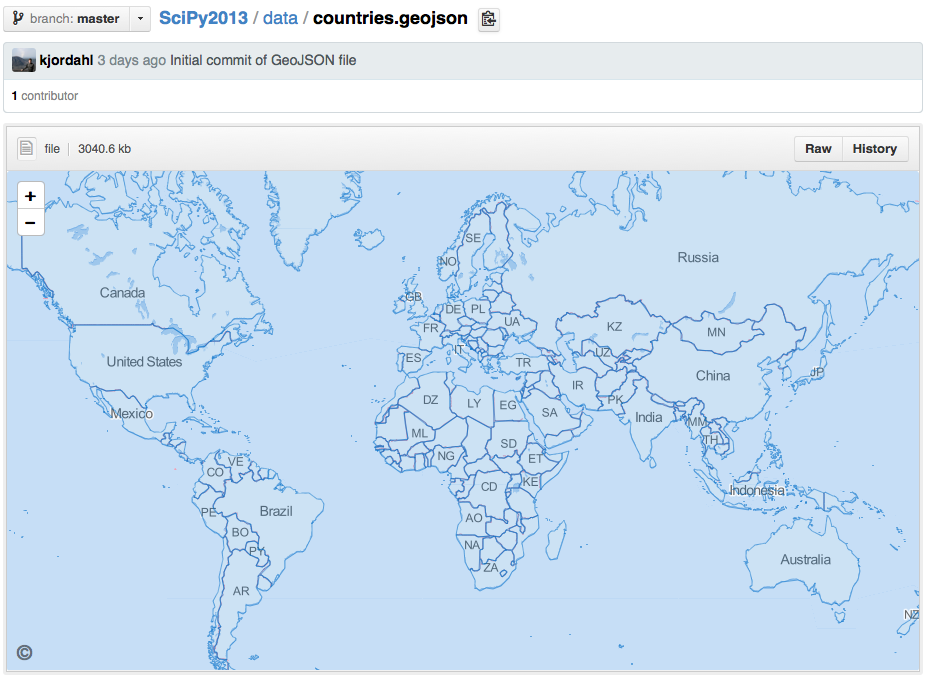 branch: master SciPy2013 / data / countries.geojson
kjordahl 3 days ago Initial commit of GeoJSON file
1 contributor
file 3040.6 kb Raw History
+
−
SE
Russia
NO
Canada
GB
DE PL
UA
FR
KZ
MN
IT
UZ
United States
ES
TR
JP
China
IR
DZ
PK
LY
EG
Mexico
SA
India
MM
ML
TH
SD
NG
VE
ET
CO
KE
CD
Indonesia
PE
Brazil
AO
BO
NA
PY
Australia
ZA
AR
NZ
©